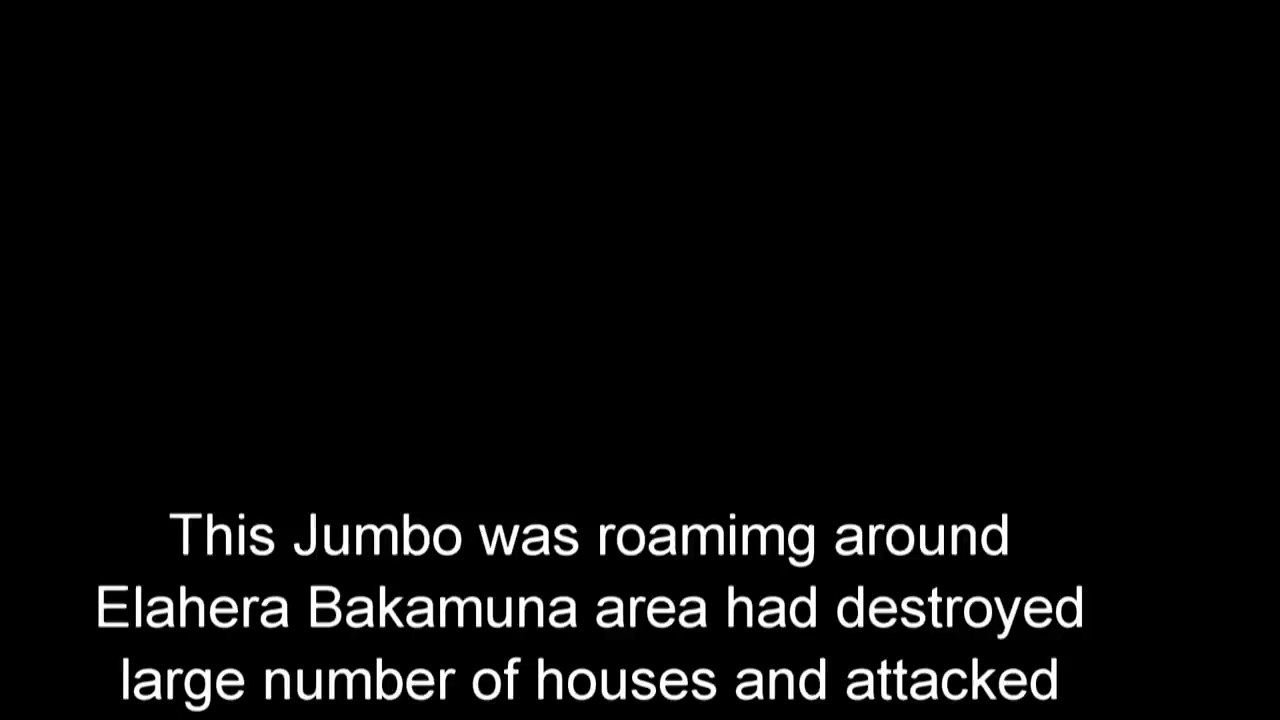 This Jumbo was roamimg around
Elahera Bakamuna area had destroyed
large number of houses and attacked